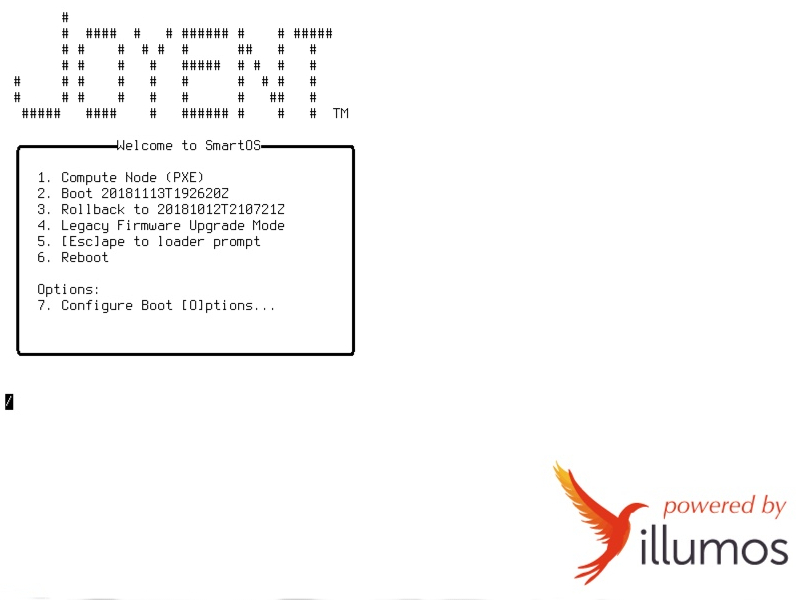 JOYENT TM
Welcome to SmartOS
1. Compute Node (PXE)
2. Boot 20181113T192620Z
3. Rollback to 20181012T210721Z
4. Legacy Firmware Upgrade Mode
5. [Esc]ape to loader prompt
6. Reboot
Options:
7. Configure Boot [O]ptions...
/
powered by
illumos